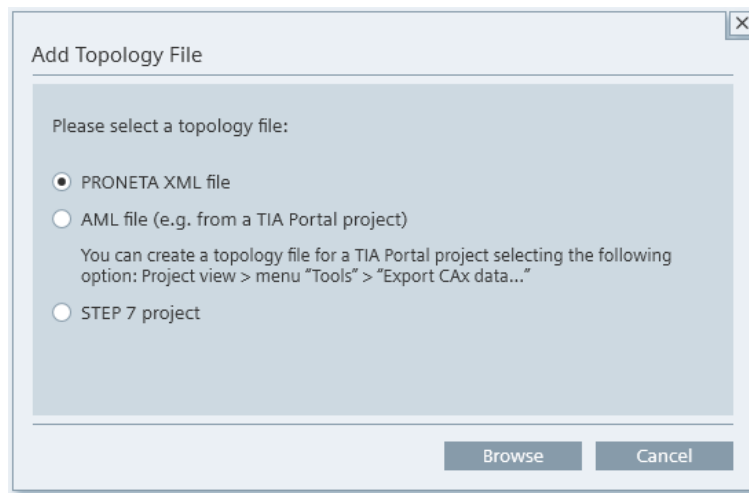 Add Topology File
Please select a topology file:
PRONETA XML file
AML file (e.g. from a TIA Portal project)
You can create a topology file for a TIA Portal project selecting the following
option: Project view > menu “Tools” > “Export CAx data...”
STEP 7 project
Browse Cancel